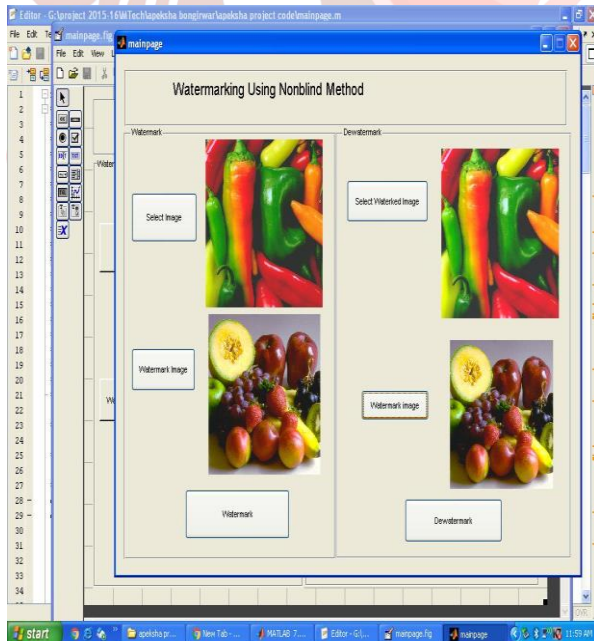 Editor - G:\project 2015-16\MTech\apeksha bongirwar\apeksha project code\mainpage.m
File Edit
mainpage.fig
File Edit View
mainpage
Watermarking Using Nonblind Method
Watermark
Select Image
Watermark Image
Watermark
Dewatermark
Select Waterked Image
Watermark image
Dewatermark
1
2
3
4
5
6
7
8
9
10
11
12
13
14
15
16
17
18
19
20
21
22
23
24
25
26
27
28
29
30
31
32
33
34
OVR
start
apeksha pr...
New Tab - ...
MATLAB 7....
Editor - G:\...
mainpage.fig
mainpage
11:59 AM